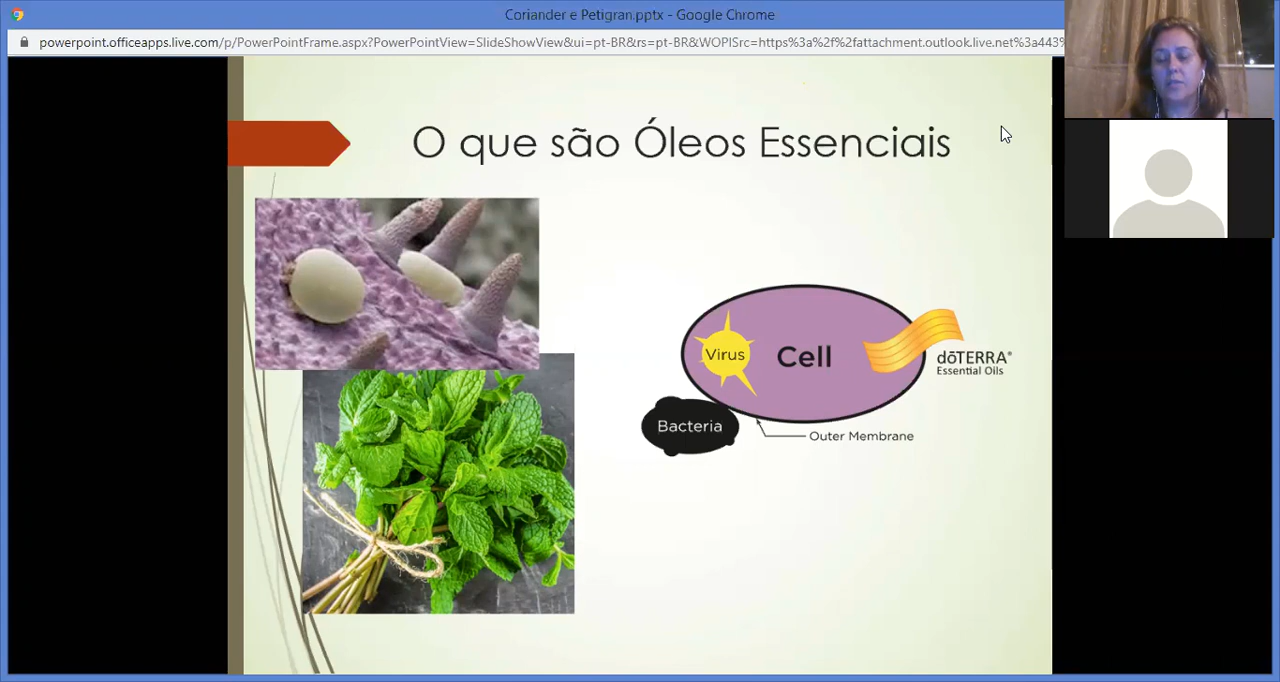 Coriander e Petigran.pptx - Google Chrome
powerpoint.officeapps.live.com/p/PowerPointFrame.aspx?PowerPointView=SlideShowView&ui=pt-BR&rs=pt-BR&WOPISrc=https%3a%2f%2fattachment.outlook.live.net%3a443%
O que são Óleos Essenciais
Virus
Cell
dōTERRA®
Essential Oils
Bacteria
Outer Membrane